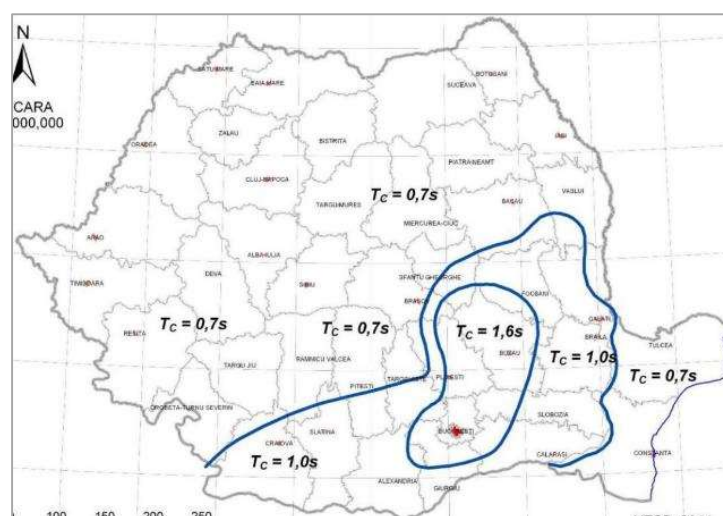 N
CARA
000,000
SATU MARE
BAIA-MARE
BOTOSANI
SUCEAVA
ZALAU
ORADEA
BISTRITA
IASI
CLUJ-NAPOCA
PIATRA-NEAMT
TARGU-MURES
T_C = 0,7s
BACAU
VASLUI
MIERCUREA-CIUC
ARAD
ALBA-IULIA
DEVA
SFANTU GHEORGHE
TIMISOARA
SIBIU
BRASOV
FOCSANI
RESITA
T_C = 0,7s
T_C = 0,7s
T_C = 1,6s
GALATI
BRAILA
TULCEA
TARGU JIU
RAMNICU VALCEA
BUZAU
T_C = 1,0s
T_C = 0,7s
PITESTI
TARGOVISTE
PLOIESTI
DROBETA-TURNU SEVERIN
SLOBOZIA
CRAIOVA
SLATINA
BUCURESTI
T_C = 1,0s
CALARASI
CONSTANTA
ALEXANDRIA
GIURGIU
100 150 200 250